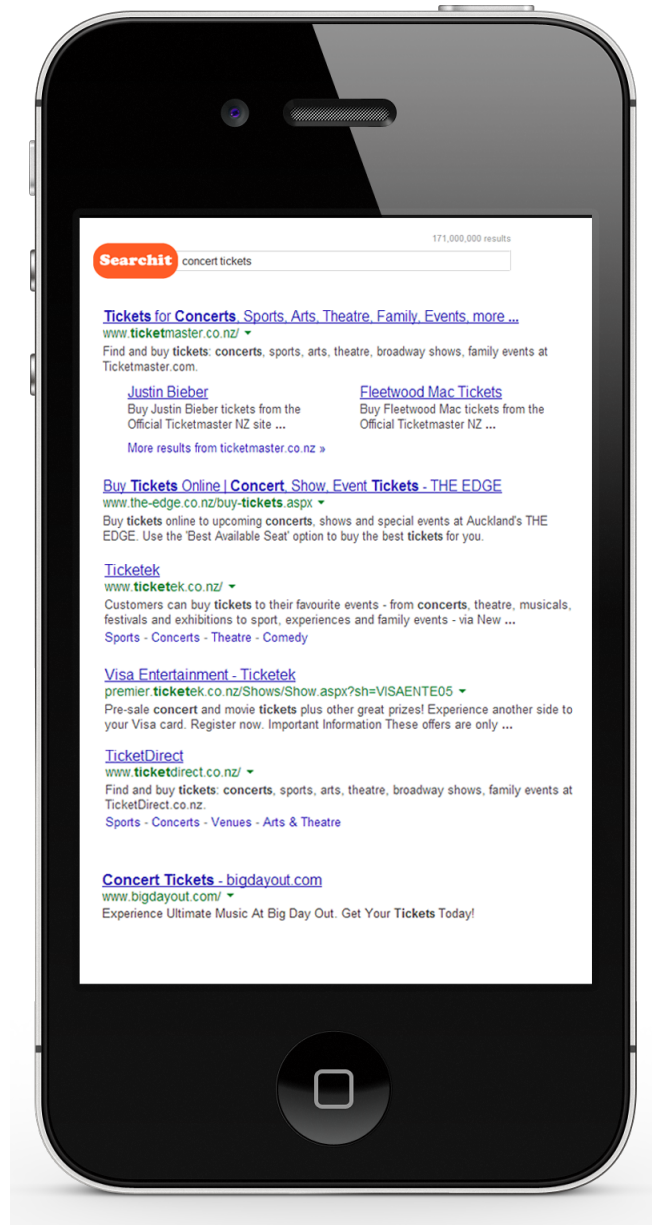 171,000,000 results
Searchit concert tickets
Tickets for Concerts, Sports, Arts, Theatre, Family, Events, more ...
www.ticketmaster.co.nz/
Find and buy tickets: concerts, sports, arts, theatre, broadway shows, family events at
Ticketmaster.com.
Justin Bieber
Buy Justin Bieber tickets from the
Official Ticketmaster NZ site ...
Fleetwood Mac Tickets
Buy Fleetwood Mac tickets from the
Official Ticketmaster NZ ...
More results from ticketmaster.co.nz »
Buy Tickets Online | Concert, Show, Event Tickets - THE EDGE
www.the-edge.co.nz/buy-tickets.aspx
Buy tickets online to upcoming concerts, shows and special events at Auckland's THE
EDGE. Use the 'Best Available Seat' option to buy the best tickets for you.
Ticketek
www.ticketek.co.nz/
Customers can buy tickets to their favourite events - from concerts, theatre, musicals,
festivals and exhibitions to sport, experiences and family events - via New ...
Sports - Concerts - Theatre - Comedy
Visa Entertainment - Ticketek
premier.ticketek.co.nz/Shows/Show.aspx?sh=VISAENTE05
Pre-sale concert and movie tickets plus other great prizes! Experience another side to
your Visa card. Register now. Important Information These offers are only ...
TicketDirect
www.ticketdirect.co.nz/
Find and buy tickets: concerts, sports, arts, theatre, broadway shows, family events at
TicketDirect.co.nz.
Sports - Concerts - Venues - Arts & Theatre
Concert Tickets - bigdayout.com
www.bigdayout.com/
Experience Ultimate Music At Big Day Out. Get Your Tickets Today!